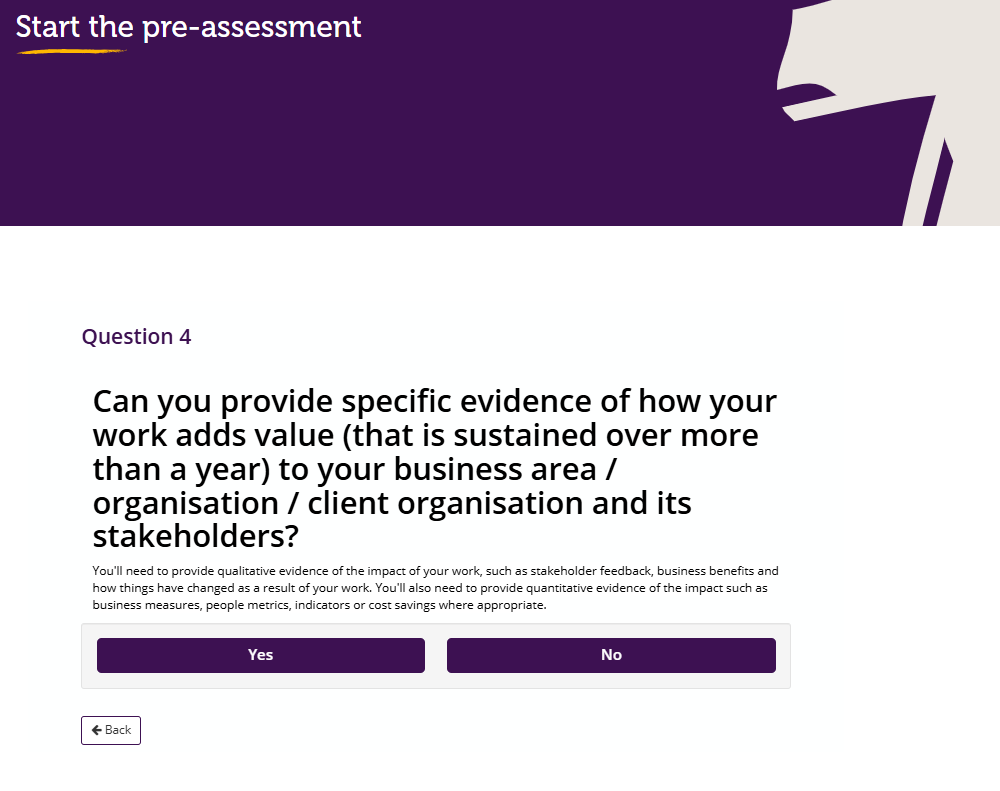 Start the pre-assessment
Question 4
Can you provide specific evidence of how your
work adds value (that is sustained over more
than a year) to your business area /
organisation / client organisation and its
stakeholders?
You'll need to provide qualitative evidence of the impact of your work, such as stakeholder feedback, business benefits and
how things have changed as a result of your work. You'll also need to provide quantitative evidence of the impact such as
business measures, people metrics, indicators or cost savings where appropriate.
Yes
No
Back